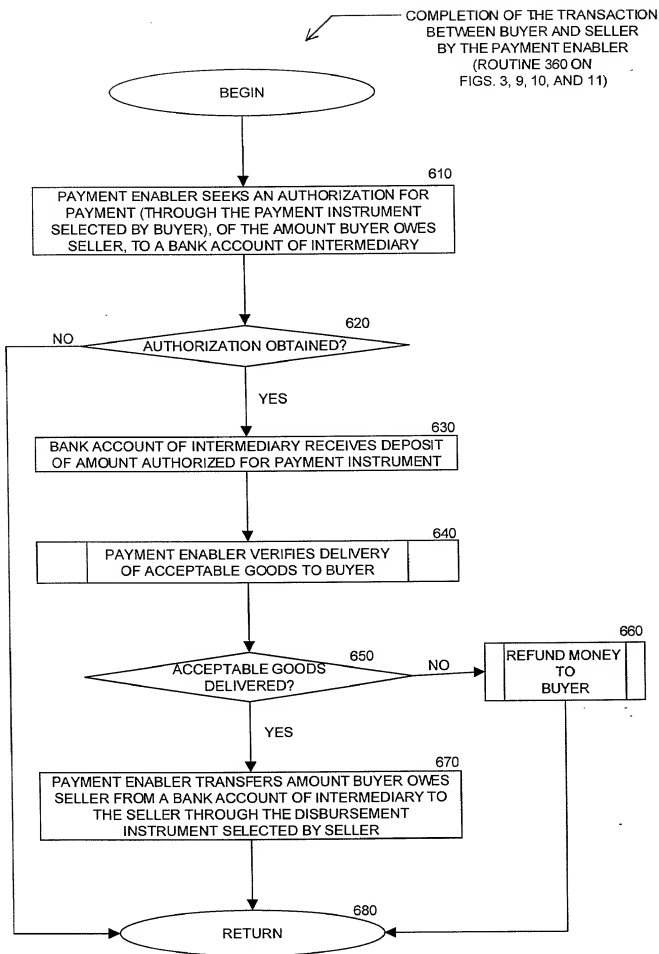 COMPLETION OF THE TRANSACTION
BETWEEN BUYER AND SELLER
BY THE PAYMENT ENABLER
(ROUTINE 360 ON
FIGS. 3, 9, 10, AND 11)
BEGIN
610
PAYMENT ENABLER SEEKS AN AUTHORIZATION FOR
PAYMENT (THROUGH THE PAYMENT INSTRUMENT
SELECTED BY BUYER), OF THE AMOUNT BUYER OWES
SELLER, TO A BANK ACCOUNT OF INTERMEDIARY
620
NO
AUTHORIZATION OBTAINED?
YES
630
BANK ACCOUNT OF INTERMEDIARY RECEIVES DEPOSIT
OF AMOUNT AUTHORIZED FOR PAYMENT INSTRUMENT
640
PAYMENT ENABLER VERIFIES DELIVERY
OF ACCEPTABLE GOODS TO BUYER
650
ACCEPTABLE GOODS
DELIVERED?
NO
660
REFUND MONEY
TO
BUYER
YES
670
PAYMENT ENABLER TRANSFERS AMOUNT BUYER OWES
SELLER FROM A BANK ACCOUNT OF INTERMEDIARY TO
THE SELLER THROUGH THE DISBURSEMENT
INSTRUMENT SELECTED BY SELLER
680
RETURN